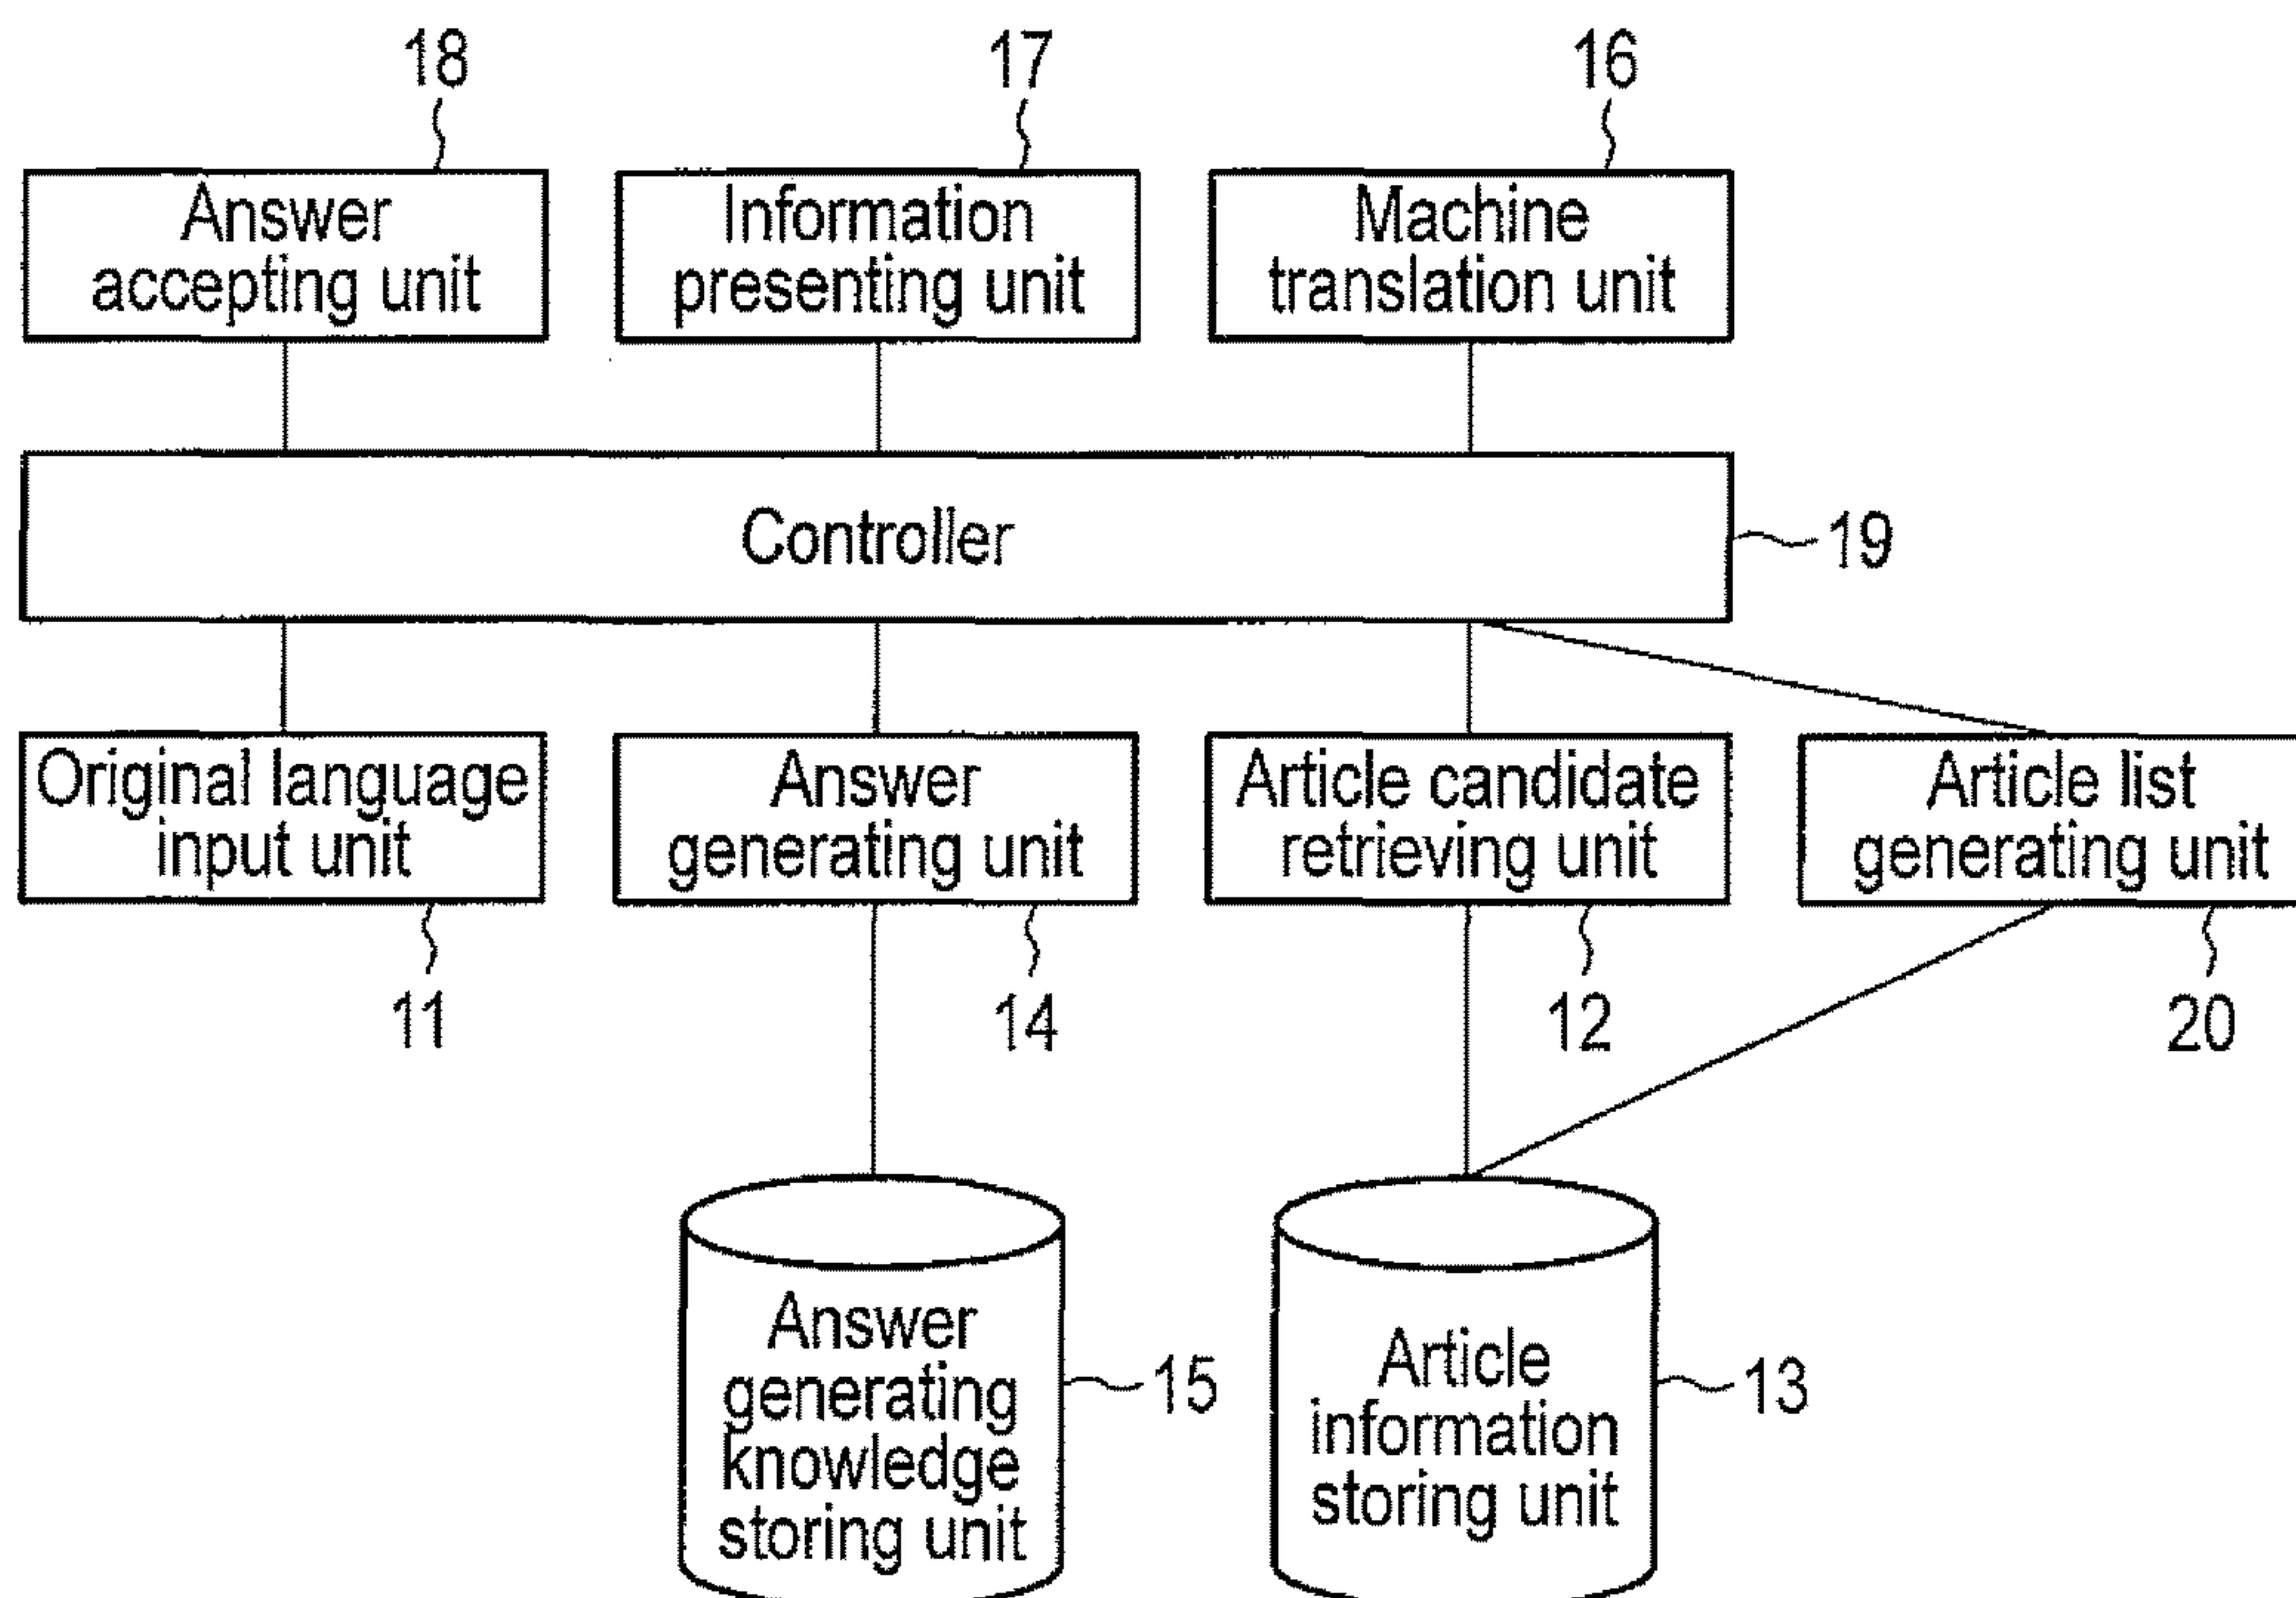 18
17
16
Answer
accepting unit
Information
presenting unit
Machine
translation unit
Controller
19
Original language
input unit
Answer
generating unit
Article candidate
retrieving unit
Article list
generating unit
11
14
12
20
Answer
generating
knowledge
storing unit
15
Article
information
storing unit
13